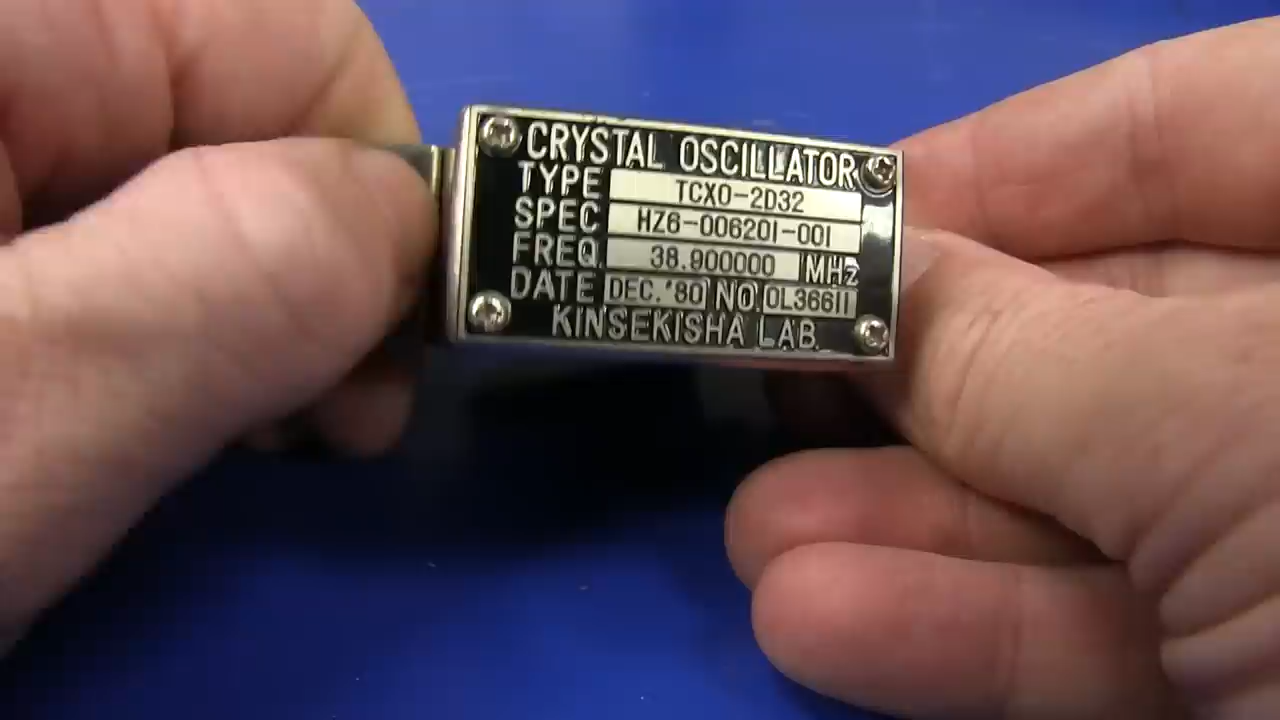 CRYSTAL OSCILLATOR
TYPE TCXO-2D32
SPEC HZ6-006201-001
FREQ. 38.900000 MHz
DATE DEC.'80 NO. OL36611
KINSEKISHA LAB.